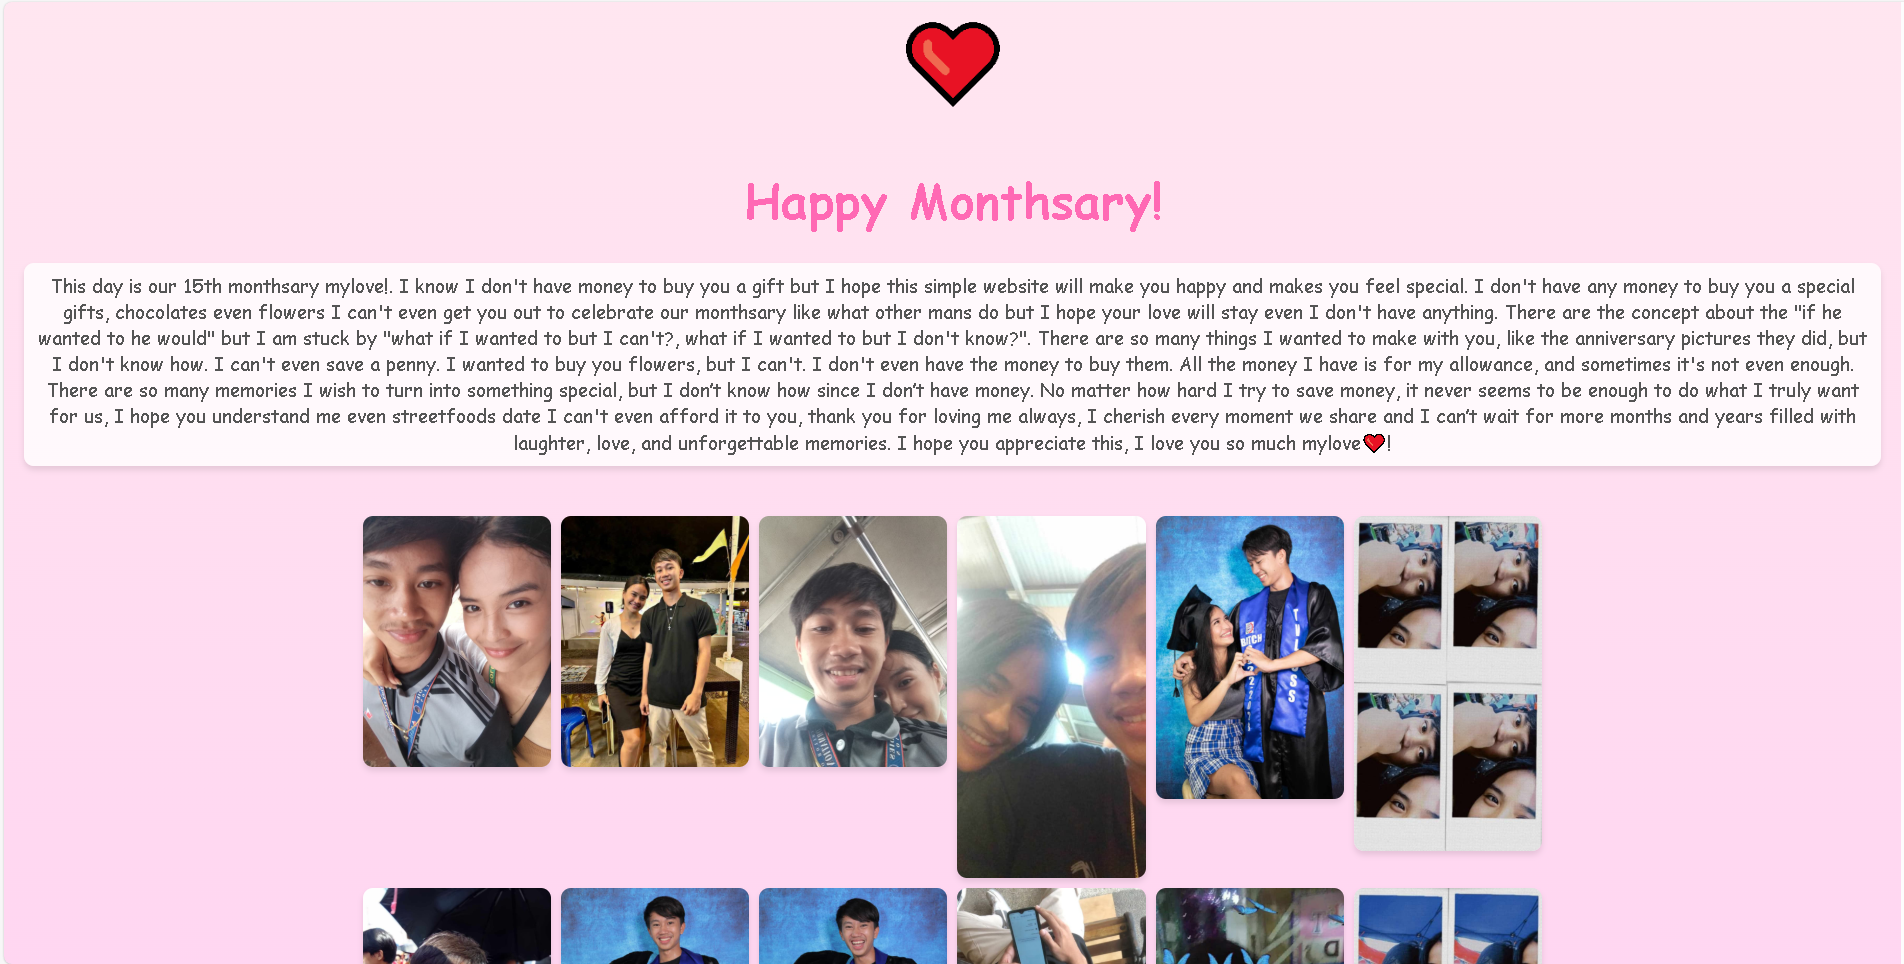 Happy Monthsary!
This day is our 15th monthsary mylove!. I know I don't have money to buy you a gift but I hope this simple website will make you happy and makes you feel special. I don't have any money to buy you a special
gifts, chocolates even flowers I can't even get you out to celebrate our monthsary like what other mans do but I hope your love will stay even I don't have anything. There are the concept about the "if he
wanted to he would" but I am stuck by "what if I wanted to but I can't?, what if I wanted to but I don't know?". There are so many things I wanted to make with you, like the anniversary pictures they did, but
I don't know how. I can't even save a penny. I wanted to buy you flowers, but I can't. I don't even have the money to buy them. All the money I have is for my allowance, and sometimes it's not even enough.
There are so many memories I wish to turn into something special, but I don’t know how since I don’t have money. No matter how hard I try to save money, it never seems to be enough to do what I truly want
for us, I hope you understand me even streetfoods date I can't even afford it to you, thank you for loving me always, I cherish every moment we share and I can’t wait for more months and years filled with
laughter, love, and unforgettable memories. I hope you appreciate this, I love you so much mylove❤️!